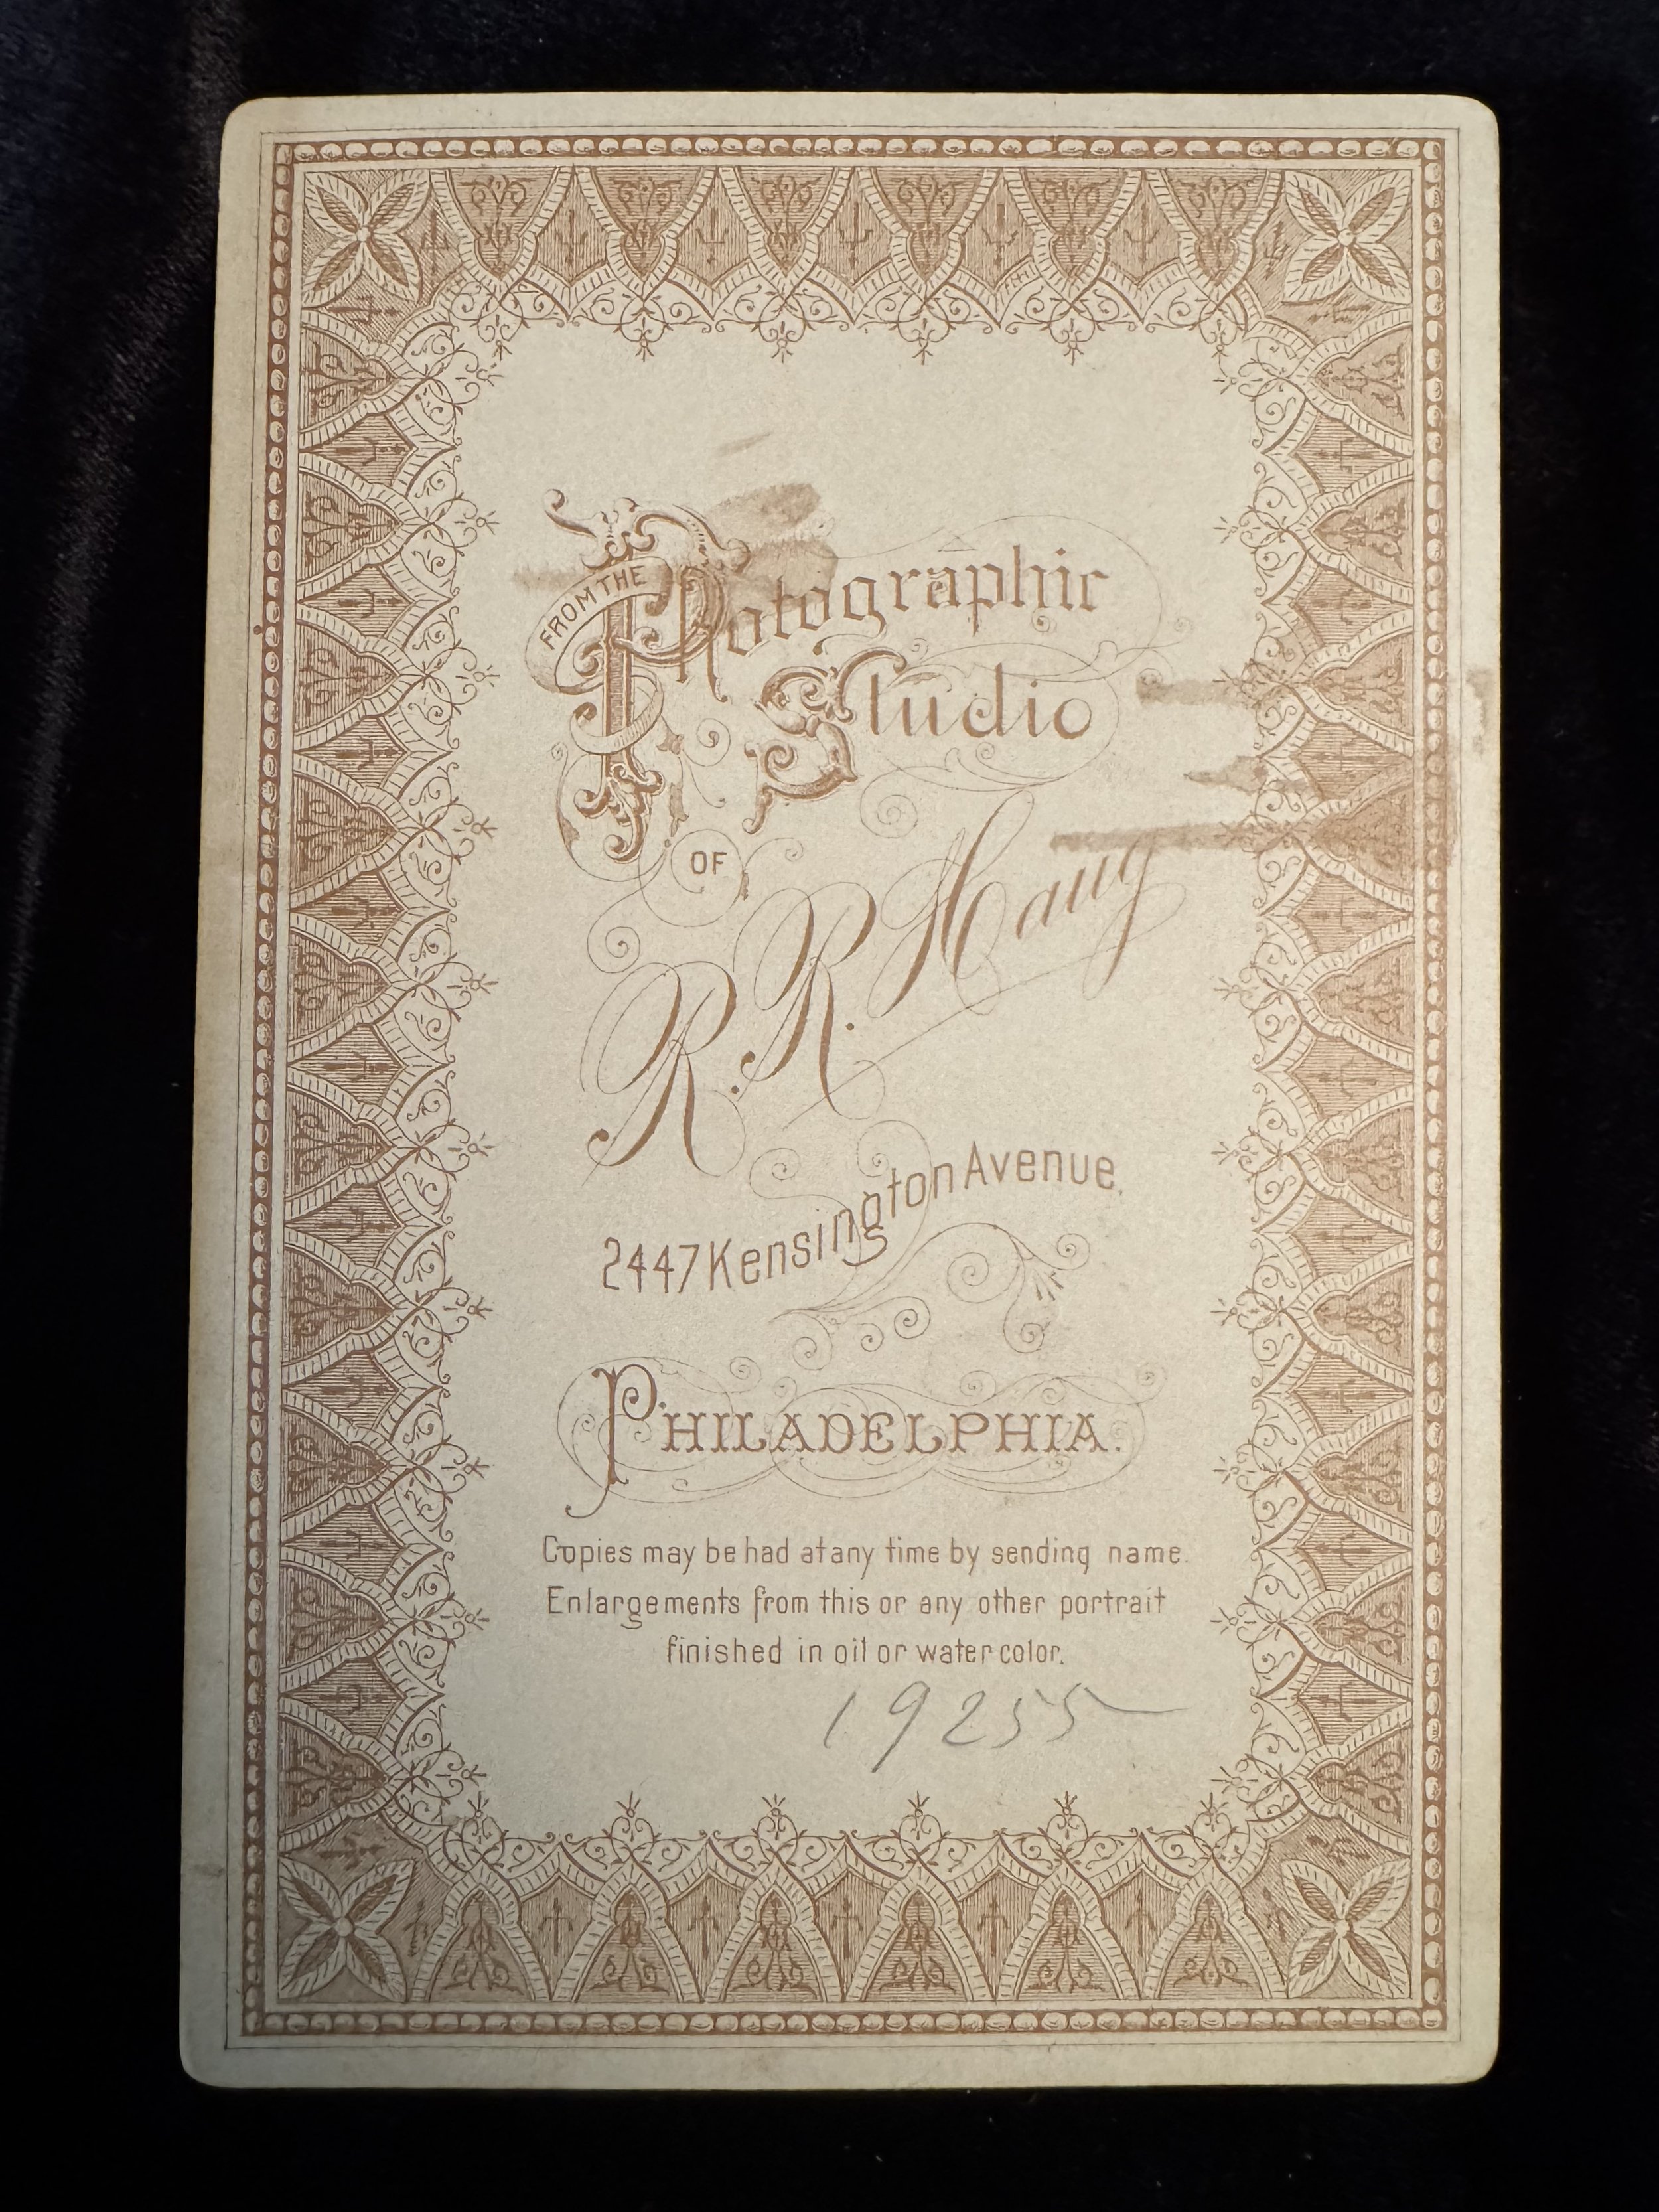 FROM THE
Photographic
Studio
OF
R. R. Haug
2447 Kensington Avenue.
PHILADELPHIA.
Copies may be had at any time by sending name.
Enlargements from this or any other portrait
finished in oil or water color.
19255